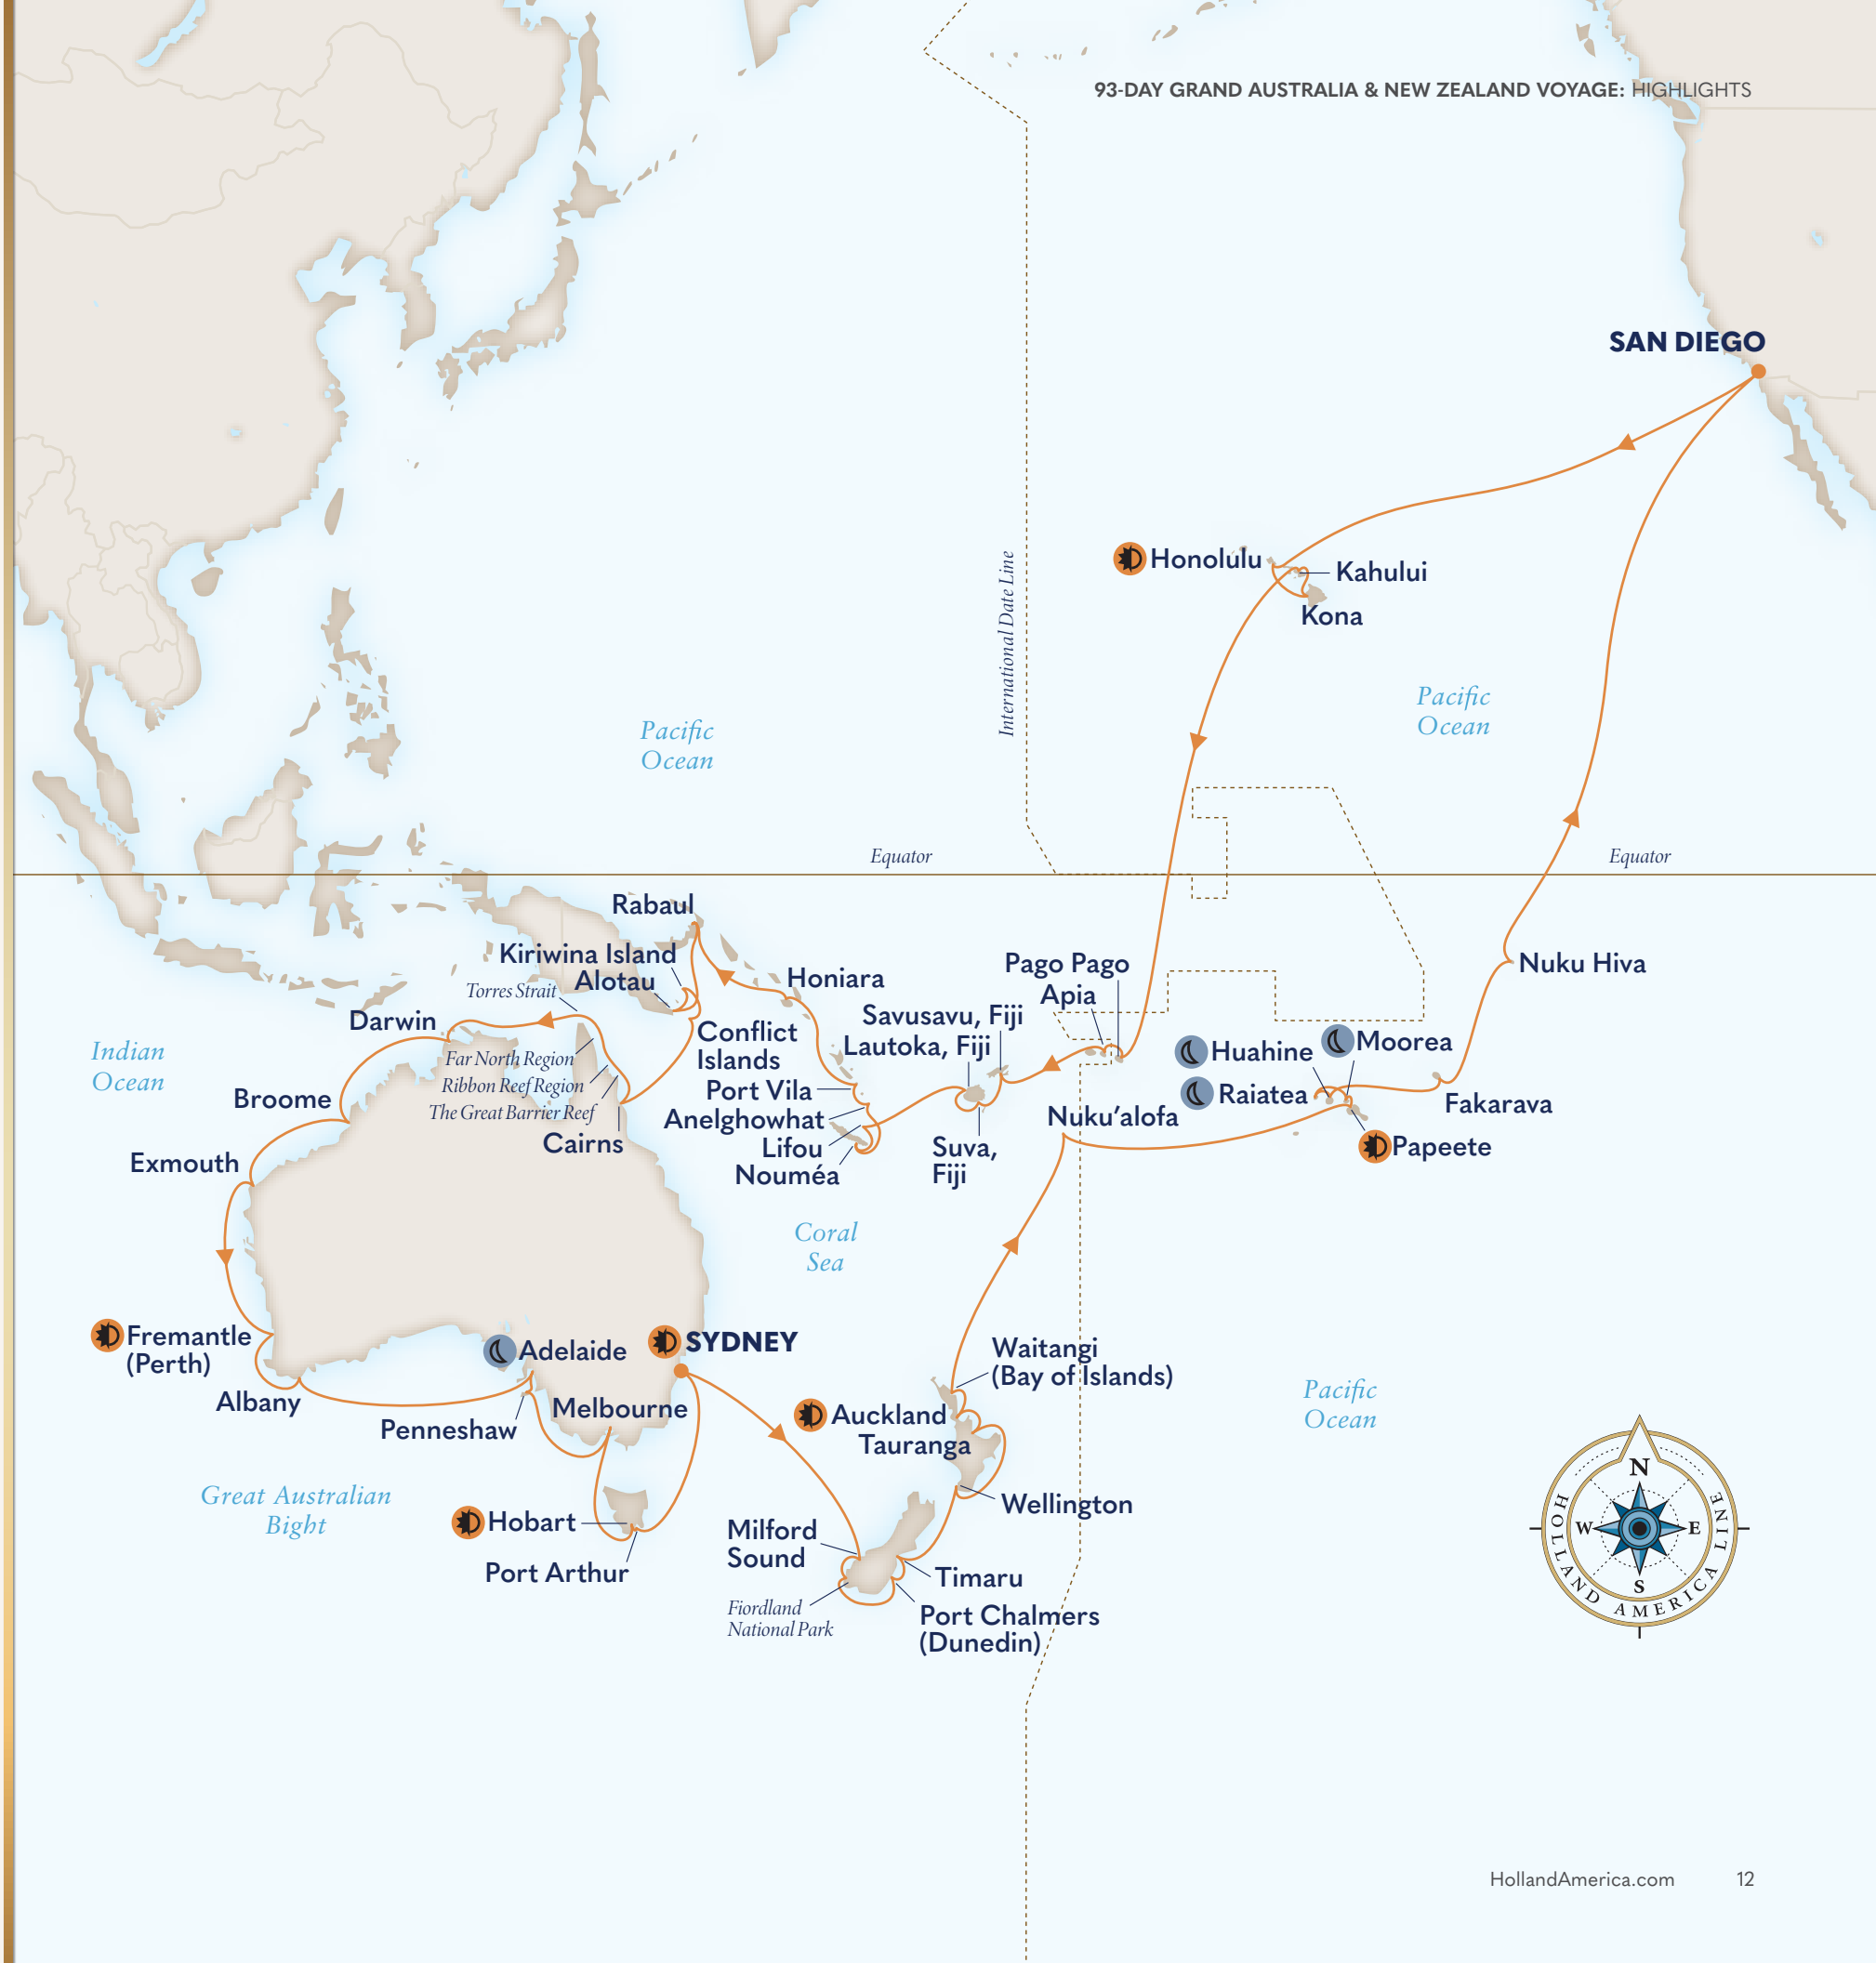 93-DAY GRAND AUSTRALIA & NEW ZEALAND VOYAGE: HIGHLIGHTS
SAN DIEGO
International Date Line
Honolulu
Kahului
Kona
Pacific
Ocean
Pacific
Ocean
Equator
Equator
Rabaul
Kiriwina Island
Alotau
Torres Strait
Honiara
Pago Pago
Apia
Nuku Hiva
Darwin
Savusavu, Fiji
Lautoka, Fiji
Conflict
Islands
Huahine
Moorea
Indian
Ocean
Far North Region
Ribbon Reef Region
The Great Barrier Reef
Port Vila
Raiatea
Broome
Anelghowhat
Nuku’alofa
Fakarava
Cairns
Lifou
Nouméa
Suva,
Fiji
Papeete
Exmouth
Coral
Sea
Fremantle
(Perth)
Adelaide
SYDNEY
Waitangi
(Bay of Islands)
Albany
Melbourne
Penneshaw
Auckland
Tauranga
Pacific
Ocean
Great Australian
Bight
Wellington
Hobart
Port Arthur
Milford
Sound
Timaru
Fiordland
National Park
Port Chalmers
(Dunedin)
N
W
E
S
HOLLAND AMERICA LINE
HollandAmerica.com 12